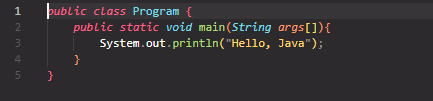 1 public class Program {
2     public static void main(String args[]){
3         System.out.println("Hello, Java");
4     }
5 }